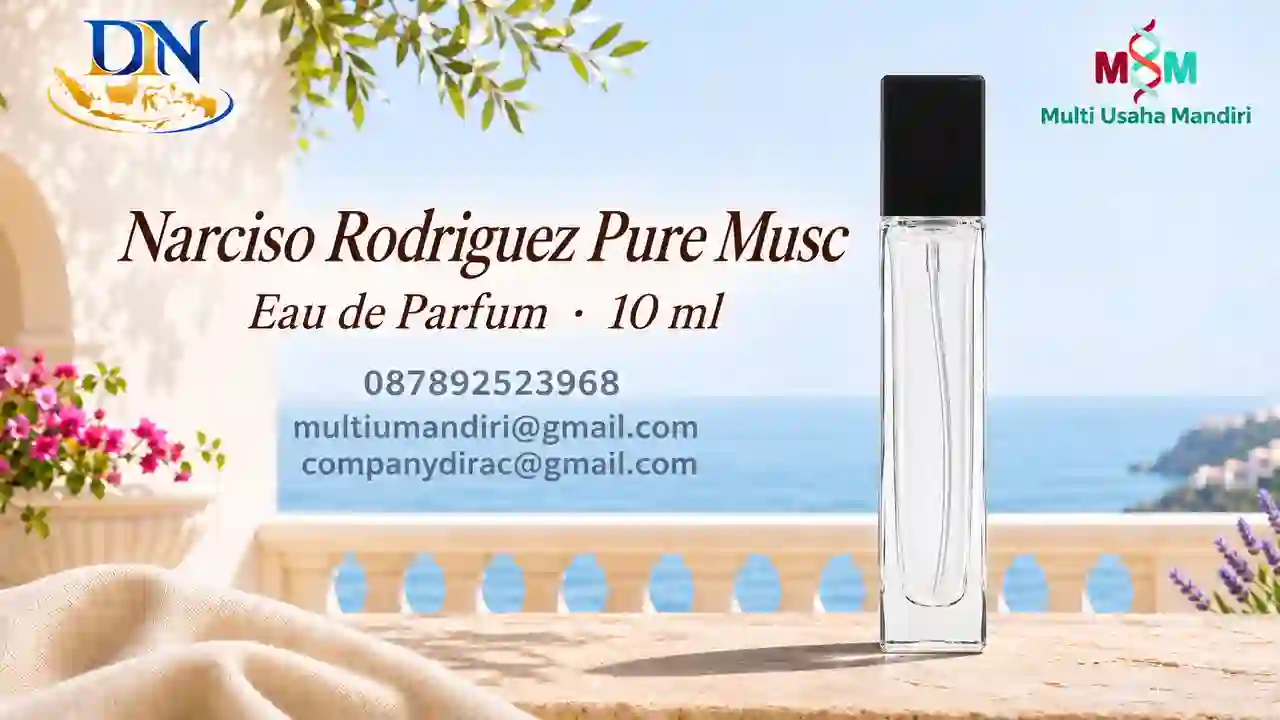 DN
MSM
Multi Usaha Mandiri
Narciso Rodriguez Pure Musc
Eau de Parfum · 10 ml
087892523968
multiumandiri@gmail.com
companydirac@gmail.com